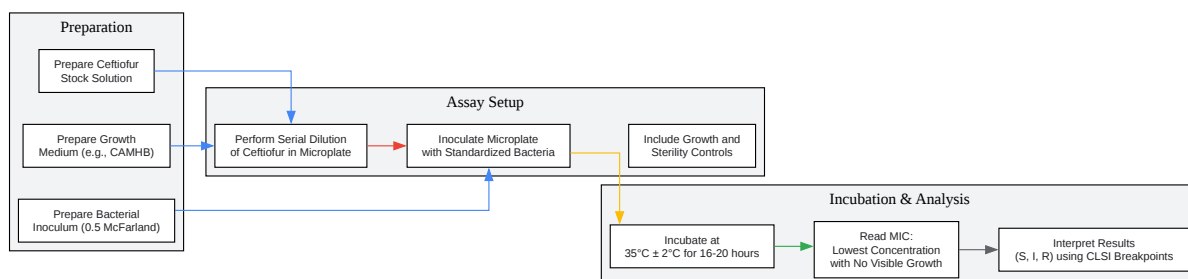 Preparation
Prepare Ceftiofur
Stock Solution
Prepare Growth
Medium (e.g., CAMHB)
Prepare Bacterial
Inoculum (0.5 McFarland)
Assay Setup
Perform Serial Dilution
of Ceftiofur in Microplate
Inoculate Microplate
with Standardized Bacteria
Include Growth and
Sterility Controls
Incubation & Analysis
Incubate at
35°C ± 2°C for 16-20 hours
Read MIC:
Lowest Concentration
with No Visible Growth
Interpret Results
(S, I, R) using CLSI Breakpoints